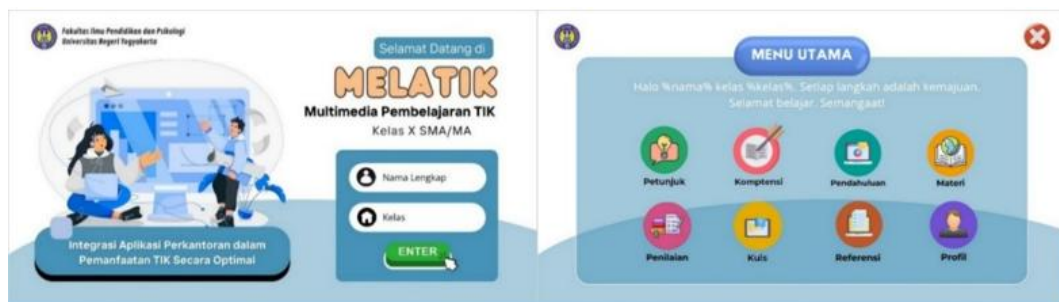 Fakultas Ilmu Pendidikan dan Psikologi
Universitas Negeri Yogyakarta
Selamat Datang di
MELATIK
Multimedia Pembelajaran TIK
Kelas X SMA/MA
Nama Lengkap
Kelas
ENTER
Integrasi Aplikasi Perkantoran dalam
Pemanfaatan TIK Secara Optimal
MENU UTAMA
Halo %nama% kelas %kelas%. Setiap langkah adalah kemajuan.
Selamat belajar. Semangaat!
Petunjuk
Komptensi
Pendahuluan
Materi
Penilaian
Kuis
Referensi
Profil